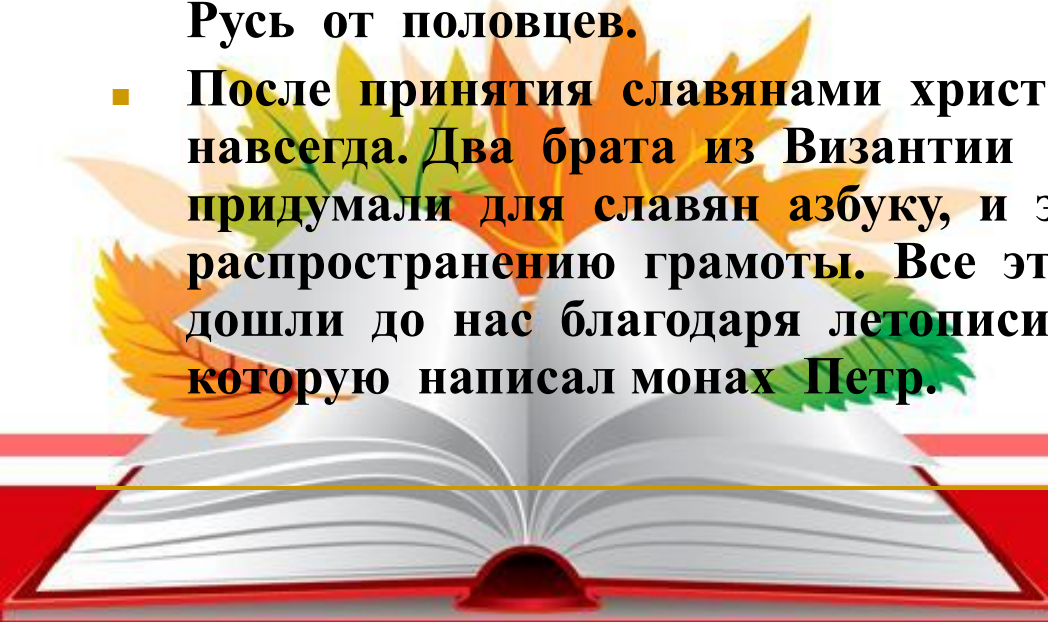 Русь от половцев.
После принятия славянами христ
навсегда. Два брата из Византии
придумали для славян азбуку, и э
распространению грамоты. Все эт
дошли до нас благодаря летописи
которую написал монах Петр.